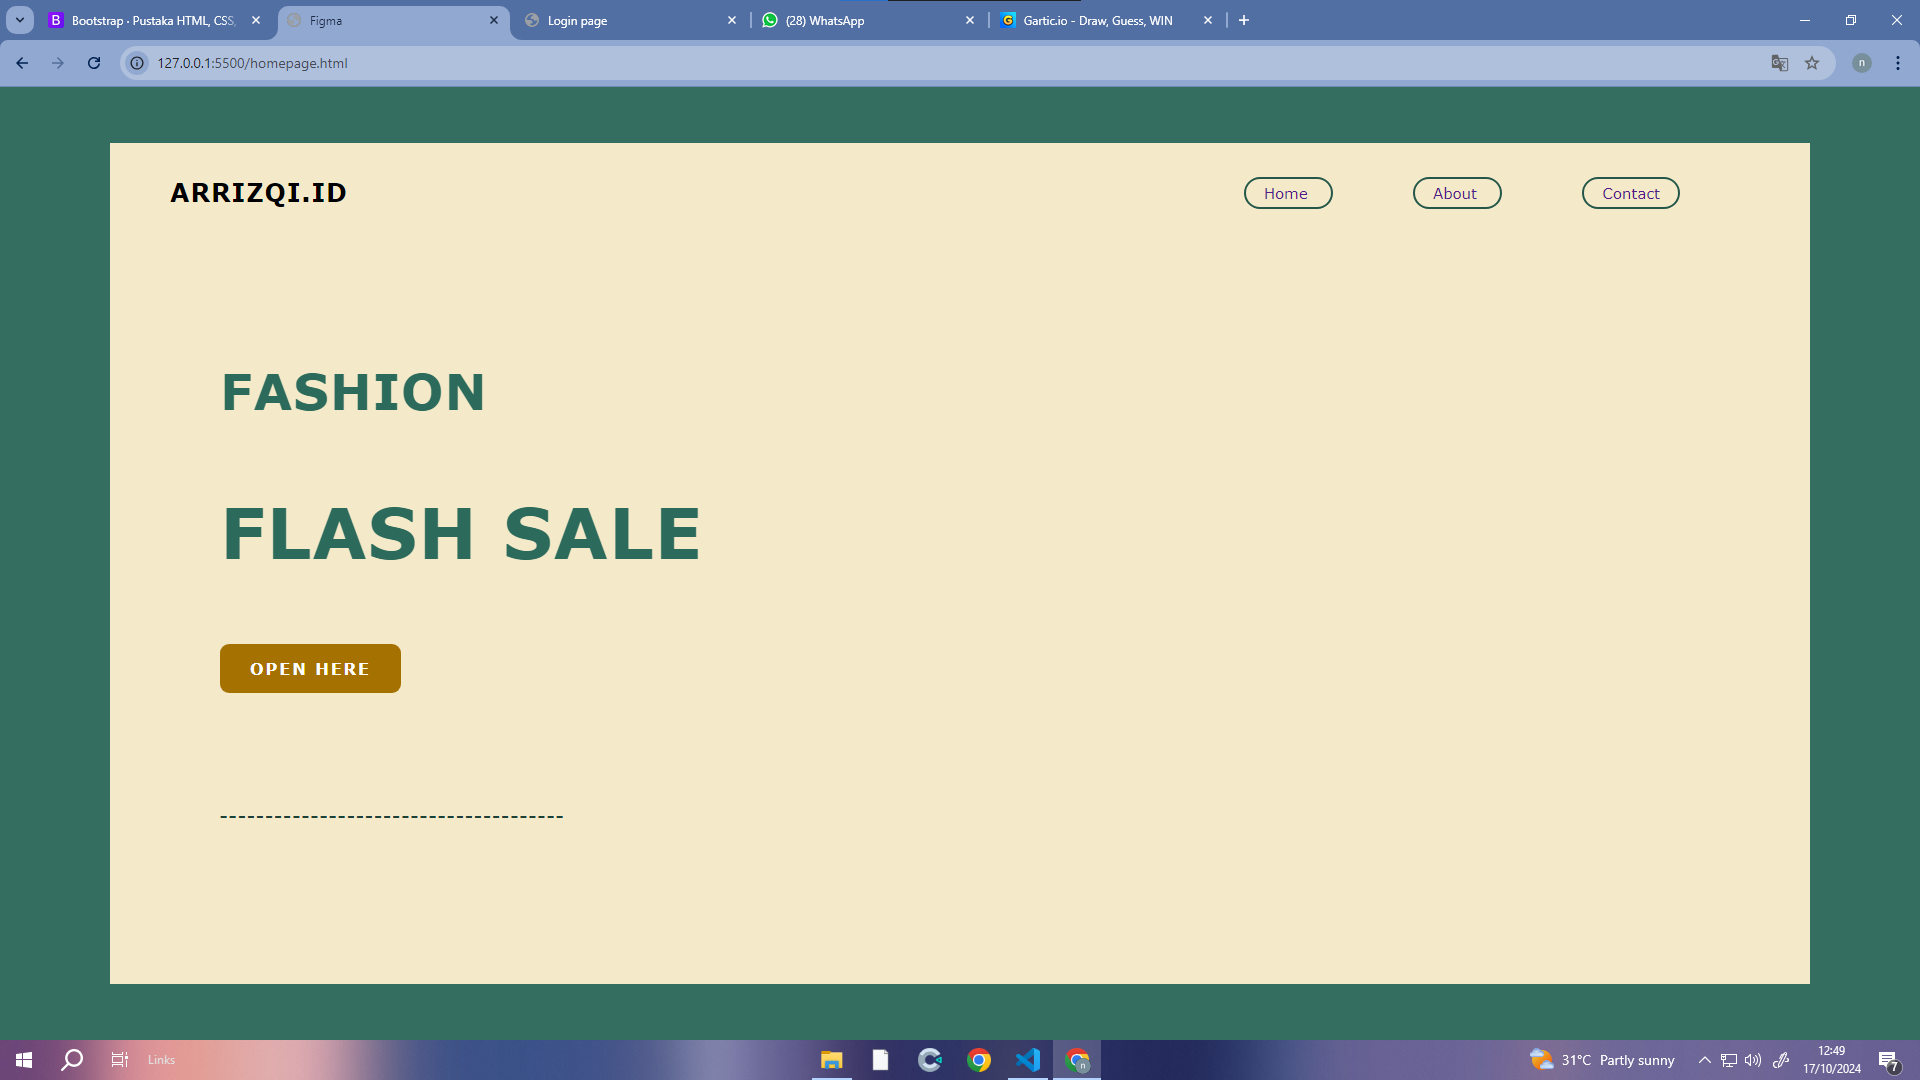 Bootstrap · Pustaka HTML, CSS,
Figma
Login page
(28) WhatsApp
Gartic.io - Draw, Guess, WIN
127.0.0.1:5500/homepage.html
n
ARRIZQI.ID
Home
About
Contact
FASHION
FLASH SALE
OPEN HERE
--------------------------------------
Links
31°C Partly sunny
12:49
17/10/2024
7